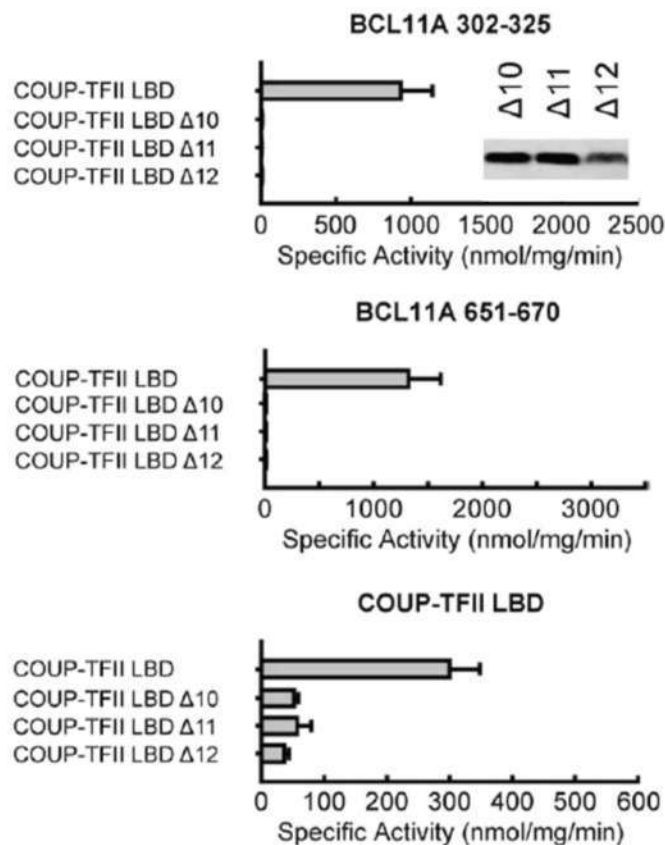 BCL11A 302-325
COUP-TFII LBD
COUP-TFII LBD Δ10
COUP-TFII LBD Δ11
COUP-TFII LBD Δ12
Δ10 Δ11 Δ12
0 500 1000 1500 2000 2500
Specific Activity (nmol/mg/min)
BCL11A 651-670
COUP-TFII LBD
COUP-TFII LBD Δ10
COUP-TFII LBD Δ11
COUP-TFII LBD Δ12
0 1000 2000 3000
Specific Activity (nmol/mg/min)
COUP-TFII LBD
COUP-TFII LBD
COUP-TFII LBD Δ10
COUP-TFII LBD Δ11
COUP-TFII LBD Δ12
0 100 200 300 400 500 600
Specific Activity (nmol/mg/min)